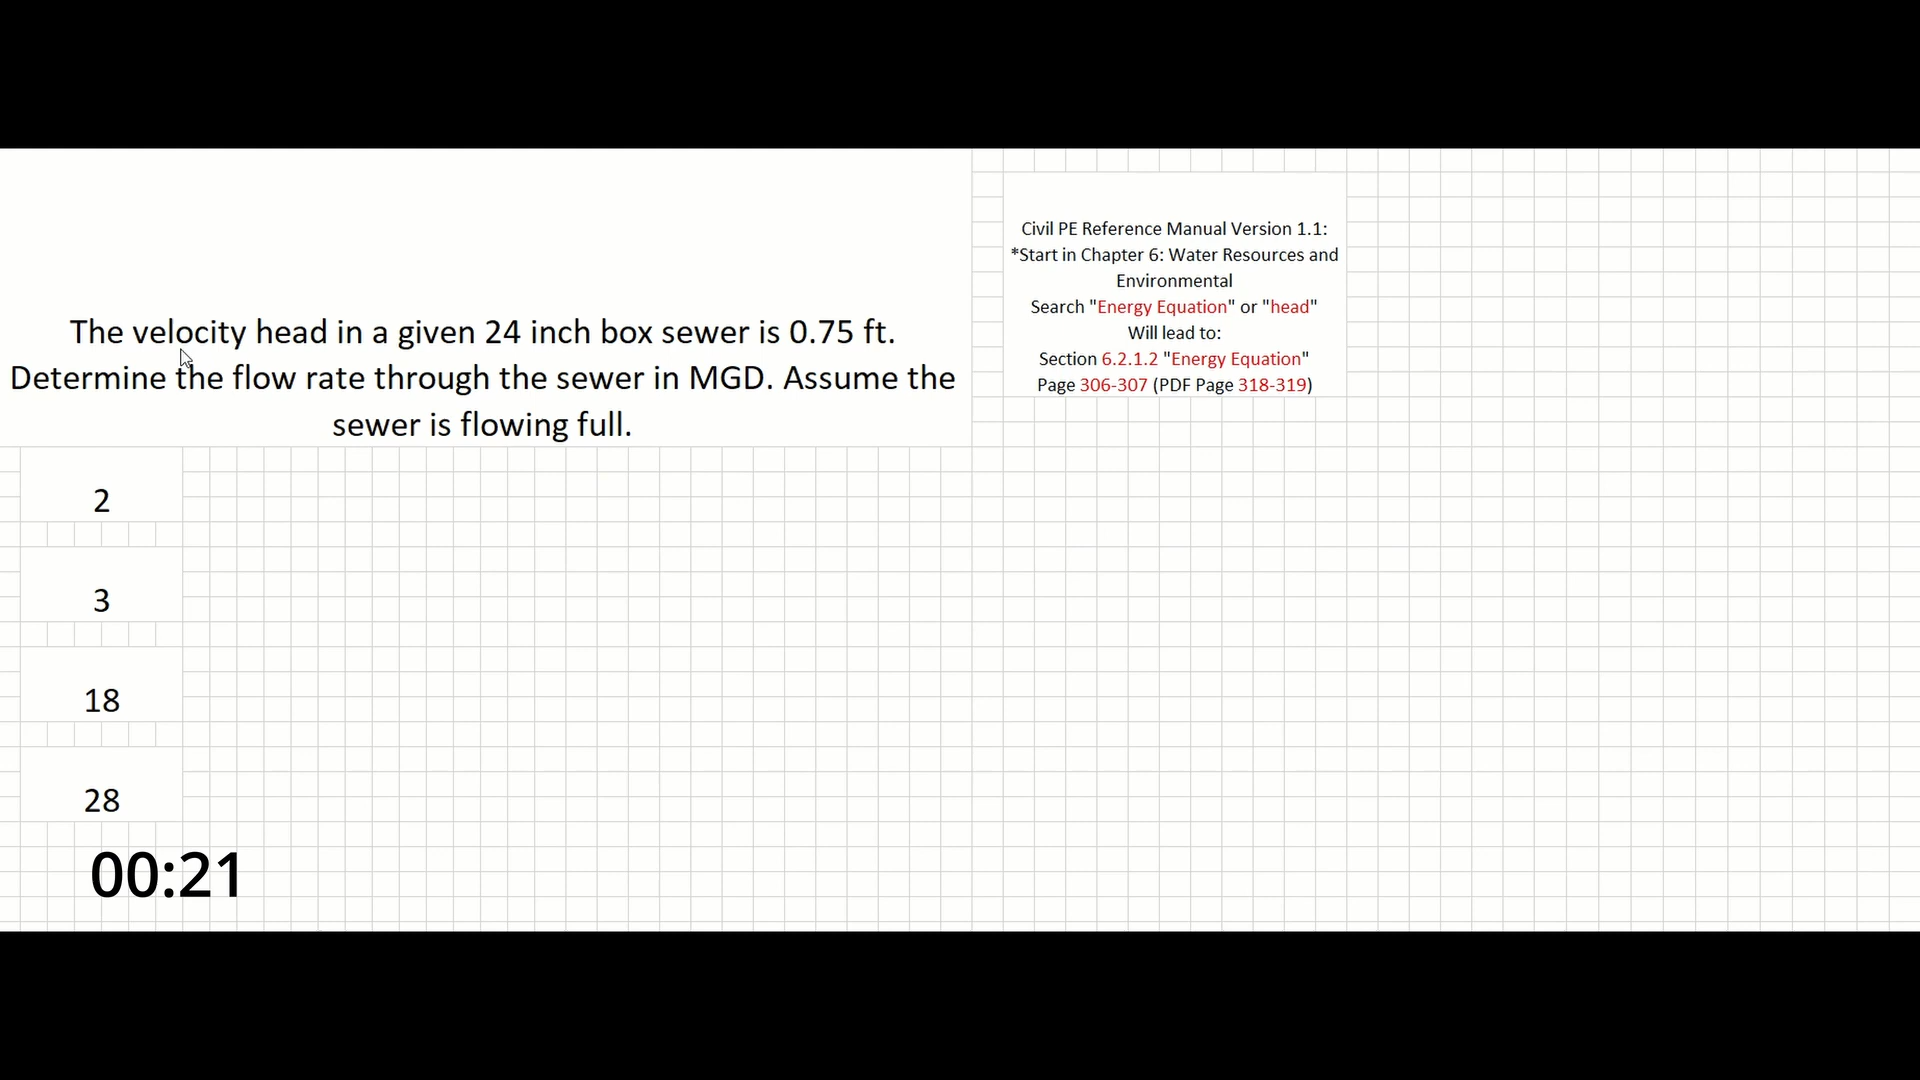 The velocity head in a given 24 inch box sewer is 0.75 ft.
Determine the flow rate through the sewer in MGD. Assume the
sewer is flowing full.
2
3
18
28
00:21
Civil PE Reference Manual Version 1.1:
*Start in Chapter 6: Water Resources and
Environmental
Search "Energy Equation" or "head"
Will lead to:
Section 6.2.1.2 "Energy Equation"
Page 306-307 (PDF Page 318-319)